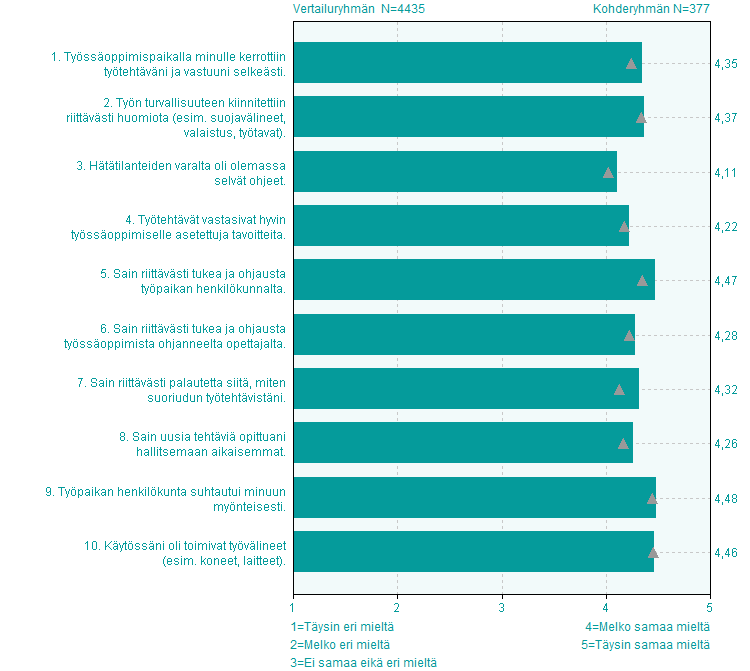 Vertailuryhmän N=4435
Kohderyhmän N=377
1. Työssäoppimispaikalla minulle kerrottiin
työtehtäväni ja vastuuni selkeästi.
4,35
2. Työn turvallisuuteen kiinnitettiin
riittävästi huomiota (esim. suojavälineet,
valaistus, työtavat).
4,37
3. Hätätilanteiden varalta oli olemassa
selvät ohjeet.
4,11
4. Työtehtävät vastasivat hyvin
työssäoppimiselle asetettuja tavoitteita.
4,22
5. Sain riittävästi tukea ja ohjausta
työpaikan henkilökunnalta.
4,47
6. Sain riittävästi tukea ja ohjausta
työssäoppimista ohjanneelta opettajalta.
4,28
7. Sain riittävästi palautetta siitä, miten
suoriudun työtehtävistäni.
4,32
8. Sain uusia tehtäviä opittuani
hallitsemaan aikaisemmat.
4,26
9. Työpaikan henkilökunta suhtautui minuun
myönteisesti.
4,48
10. Käytössäni oli toimivat työvälineet
(esim. koneet, laitteet).
4,46
1 2 3 4 5
1=Täysin eri mieltä
2=Melko eri mieltä
3=Ei samaa eikä eri mieltä
4=Melko samaa mieltä
5=Täysin samaa mieltä